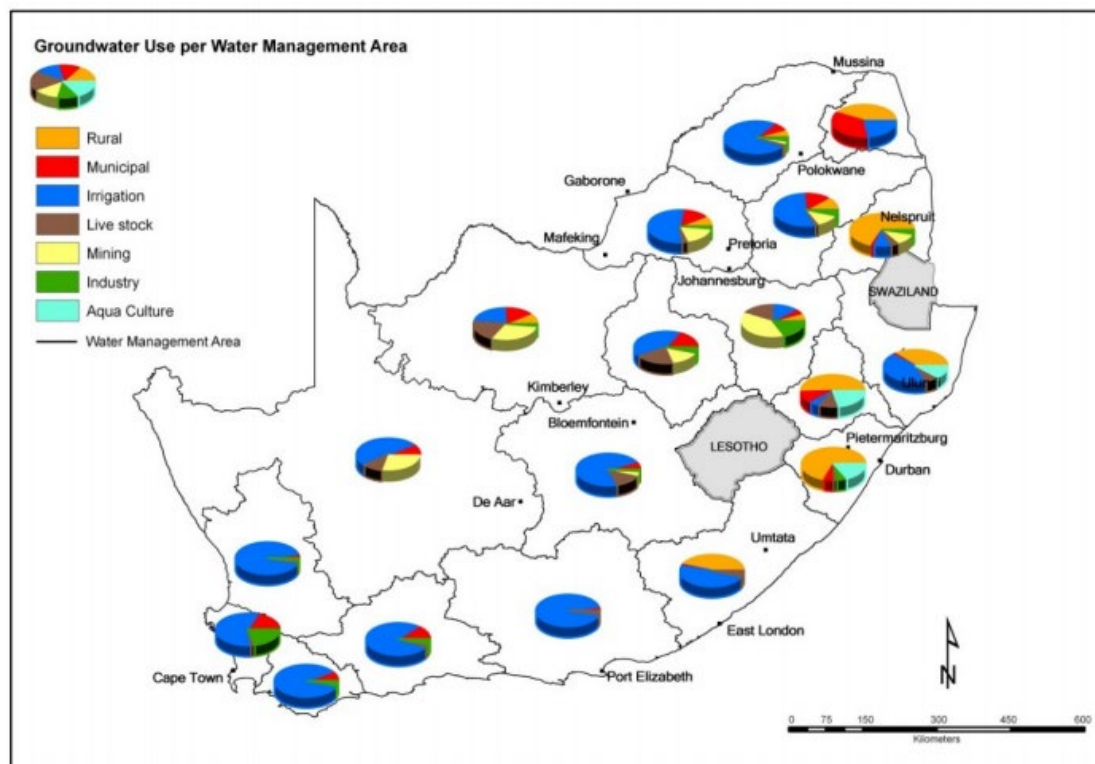 Groundwater Use per Water Management Area
Rural
Municipal
Irrigation
Live stock
Mining
Industry
Aqua Culture
Water Management Area
Mussina
Polokwane
Gaborone
Nelspruit
Mafeking
Pretoria
Johannesburg
SWAZILAND
Kimberley
Bloemfontein
LESOTHO
Pietermaritzburg
Durban
De Aar
Umtata
East London
Cape Town
Port Elizabeth
N
0 75 150 300 450 600
Kilometers